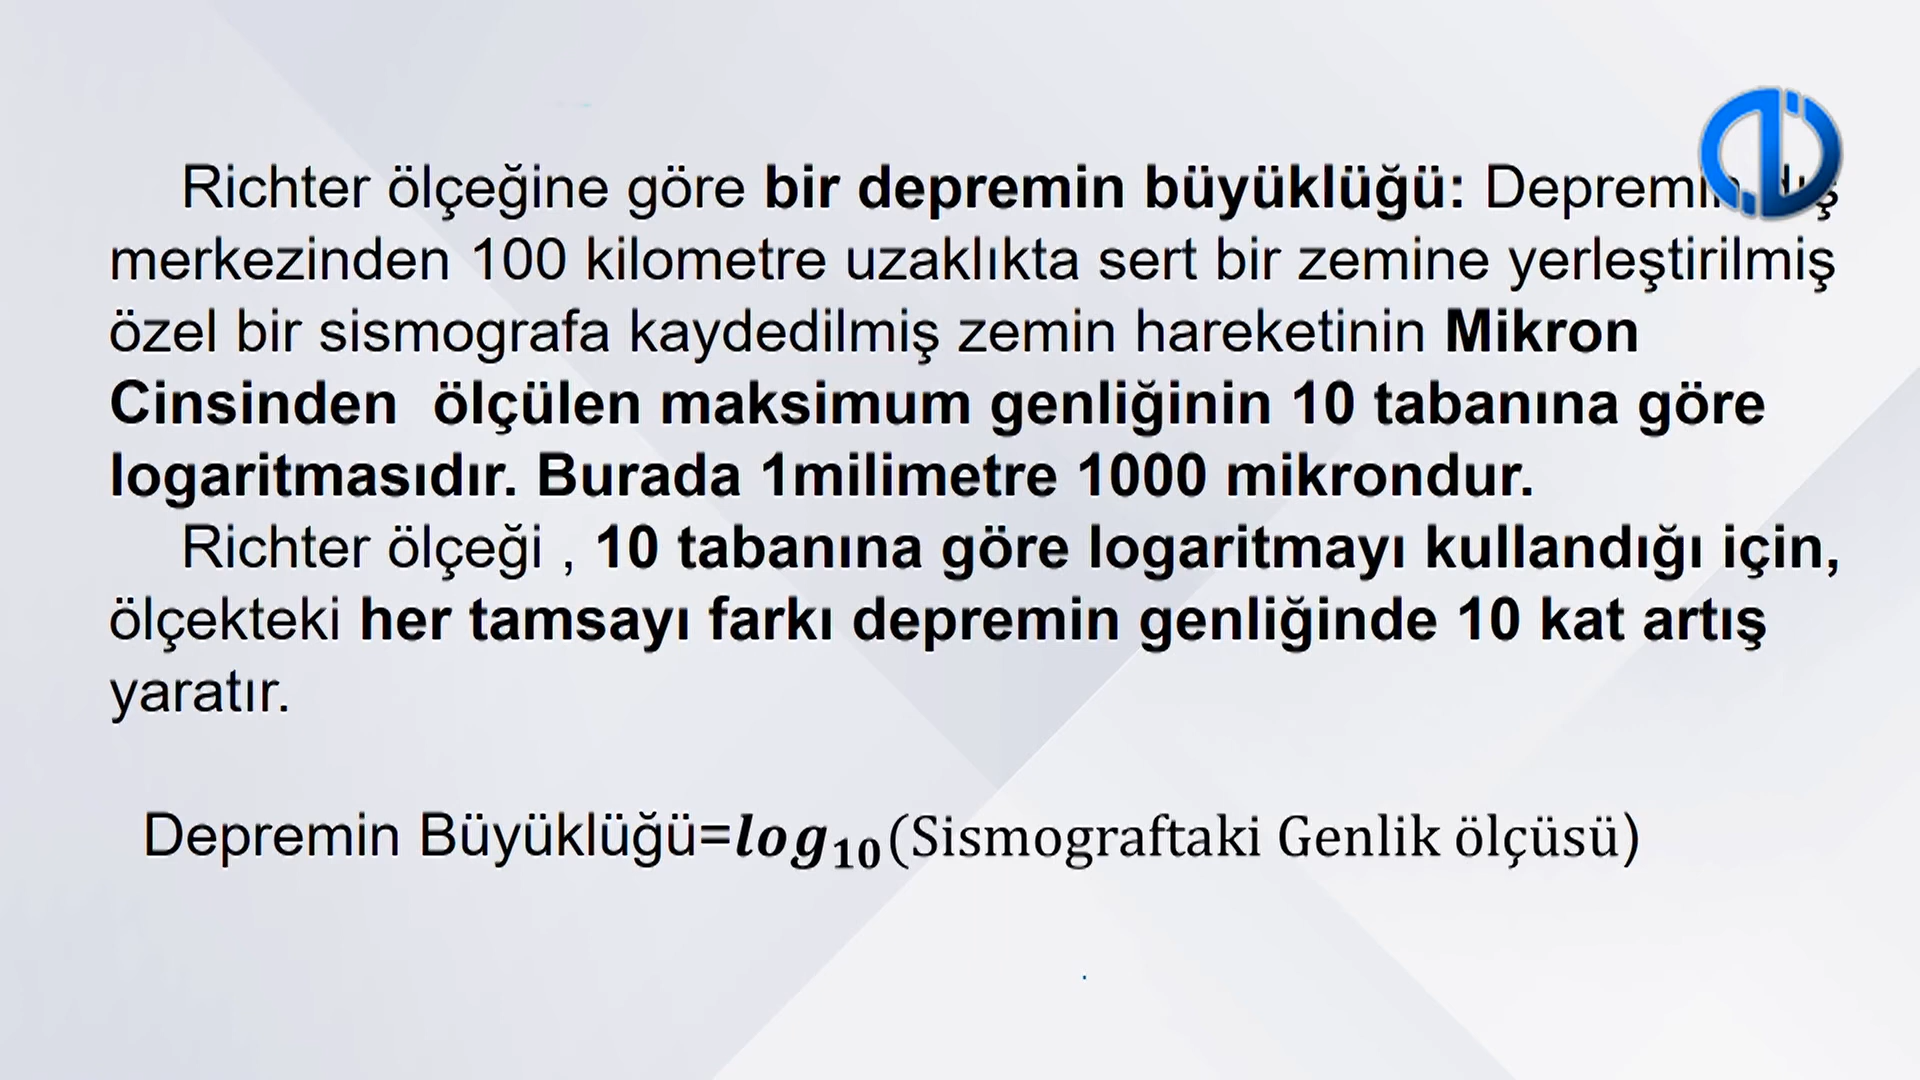 Richter ölçeğine göre bir depremin büyüklüğü: Depremin dış
merkezinden 100 kilometre uzaklıkta sert bir zemine yerleştirilmiş
özel bir sismografa kaydedilmiş zemin hareketinin Mikron
Cinsinden ölçülen maksimum genliğinin 10 tabanına göre
logaritmasıdır. Burada 1milimetre 1000 mikrondur.
Richter ölçeği , 10 tabanına göre logaritmayı kullandığı için,
ölçekteki her tamsayı farkı depremin genliğinde 10 kat artış
yaratır.
Depremin Büyüklüğü=log₁₀(Sismograftaki Genlik ölçüsü)